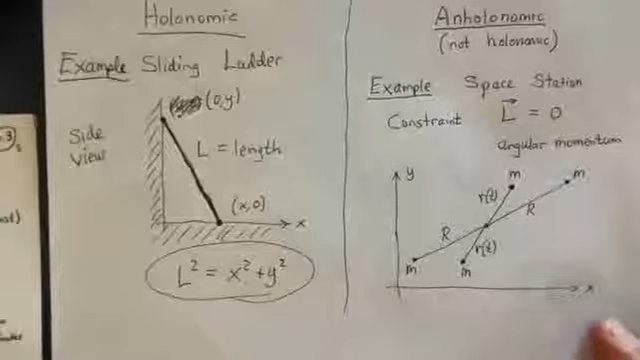 Holonomic
Example Sliding Ladder
Side
view
(0,y)
L = length
(x,0)
x
L² = x² + y²
Anholonomic
(not holonomic)
Example Space Station
Constraint L⃗ = 0
angular momentum
y
m
m
r(t)
R
R
r(t)
m
m
x
3